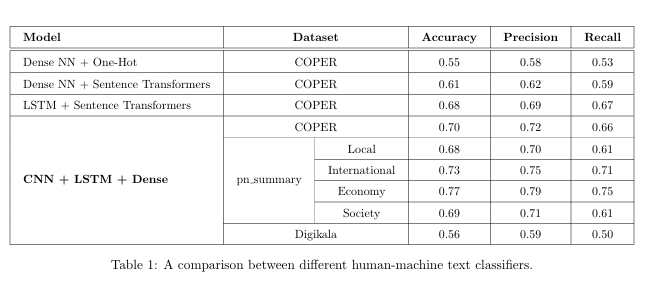 Model Dataset Accuracy Precision Recall
Dense NN + One-Hot COPER 0.55 0.58 0.53
Dense NN + Sentence Transformers COPER 0.61 0.62 0.59
LSTM + Sentence Transformers COPER 0.68 0.69 0.67
CNN + LSTM + Dense COPER 0.70 0.72 0.66
pn_summary Local 0.68 0.70 0.61
International 0.73 0.75 0.71
Economy 0.77 0.79 0.75
Society 0.69 0.71 0.61
Digikala 0.56 0.59 0.50
Table 1: A comparison between different human-machine text classifiers.